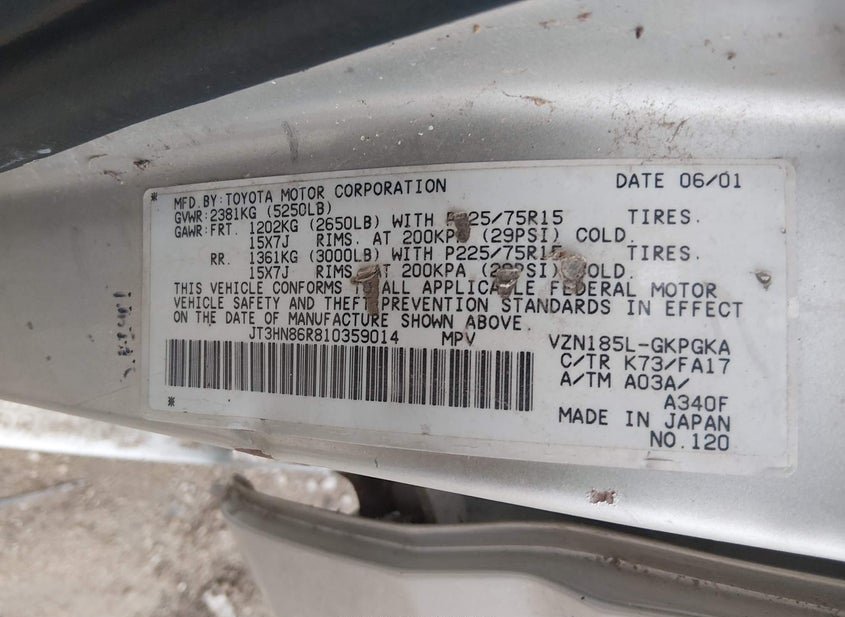 MFD.BY:TOYOTA MOTOR CORPORATION DATE 06/01
GVWR:2381KG (5250LB)
GAWR:FRT. 1202KG (2650LB) WITH P225/75R15 TIRES.
15X7J RIMS. AT 200KPA (29PSI) COLD.
RR. 1361KG (3000LB) WITH P225/75R15 TIRES.
15X7J RIMS. AT 200KPA (29PSI) COLD.
THIS VEHICLE CONFORMS TO ALL APPLICABLE FEDERAL MOTOR
VEHICLE SAFETY AND THEFT PREVENTION STANDARDS IN EFFECT
ON THE DATE OF MANUFACTURE SHOWN ABOVE.
JT3HN86R810359014 MPV VZN185L-GKPGKA
C/TR K73/FA17
A/TM A03A/
A340F
MADE IN JAPAN
NO.120